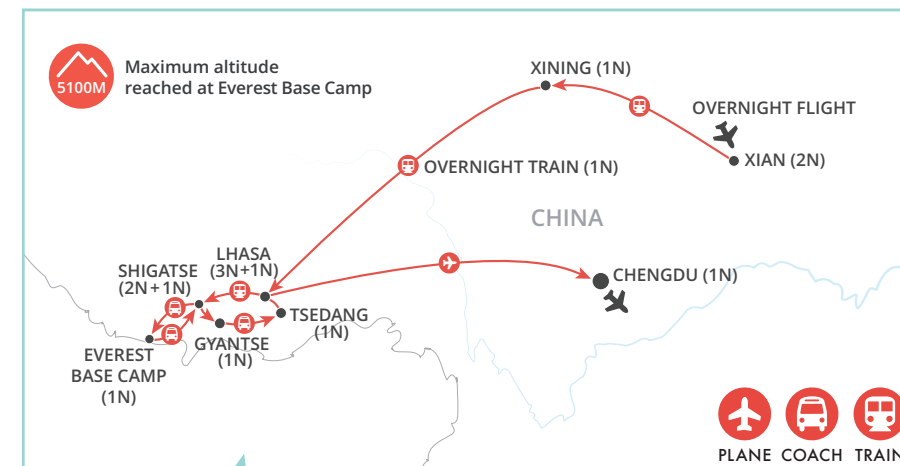 5100M
Maximum altitude
reached at Everest Base Camp
XINING (1N)
OVERNIGHT FLIGHT
XIAN (2N)
OVERNIGHT TRAIN (1N)
CHINA
LHASA
(3N+1N)
SHIGATSE
(2N+1N)
CHENGDU (1N)
TSEDANG
(1N)
GYANTSE
(1N)
EVEREST
BASE CAMP
(1N)
PLANE COACH TRAIN